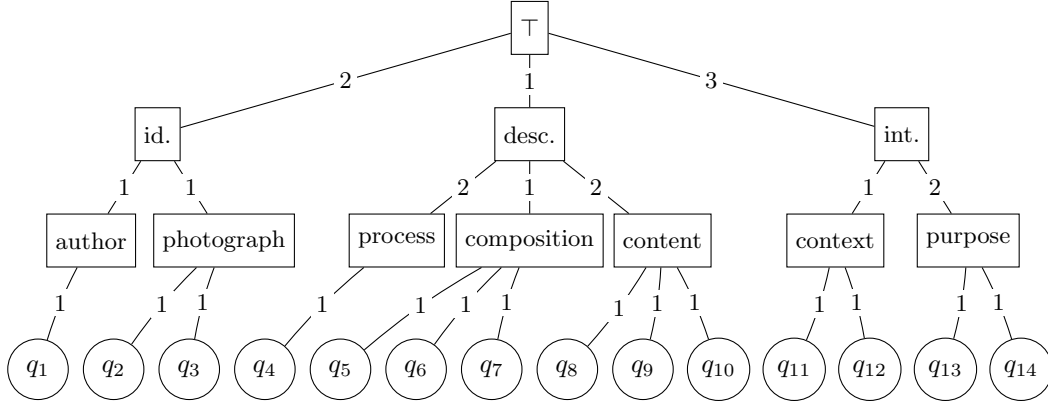 ⊤
2 1 3
id. desc. int.
1 1 2 1 2 1 2
author photograph process composition content context purpose
1 1 1 1 1 1 1 1 1 1 1 1 1 1
q₁ q₂ q₃ q₄ q₅ q₆ q₇ q₈ q₉ q₁₀ q₁₁ q₁₂ q₁₃ q₁₄